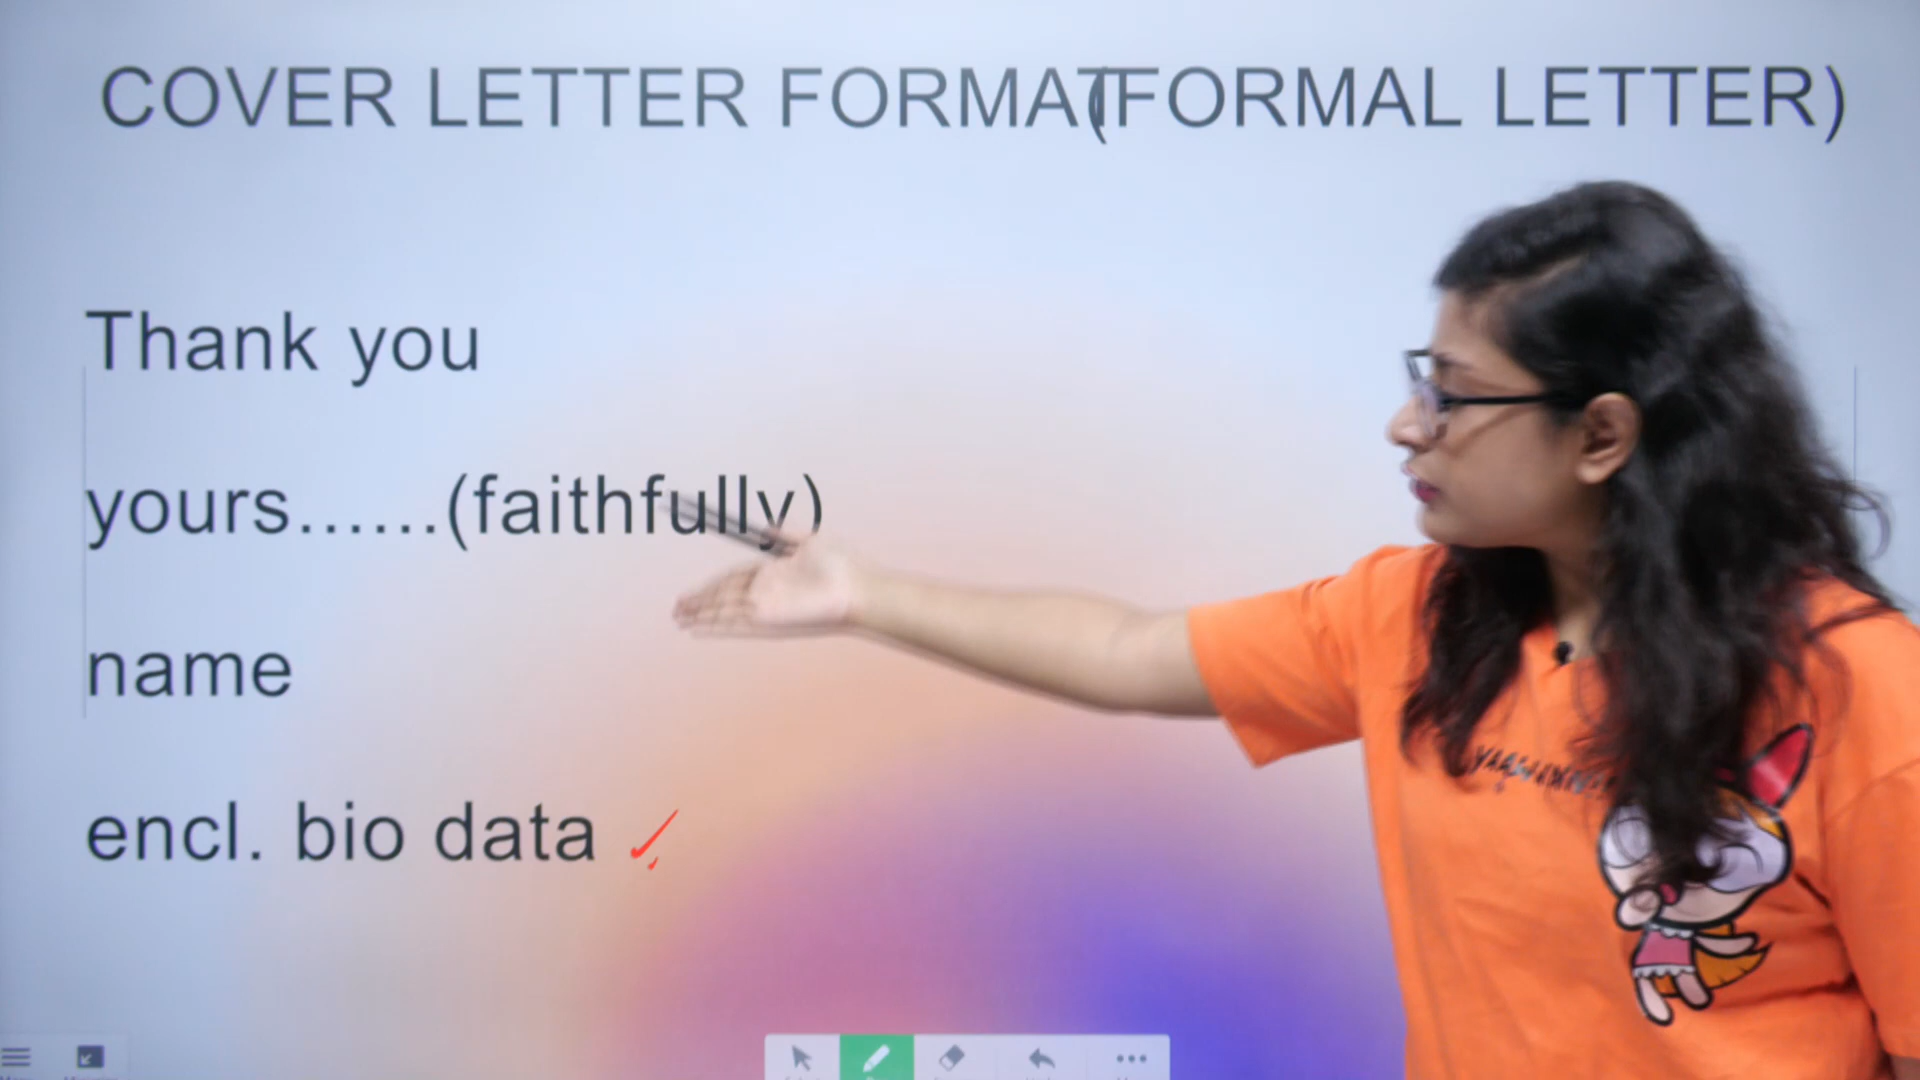 COVER LETTER FORMAT(FORMAL LETTER)
Thank you
yours......(faithfully)
name
encl. bio data